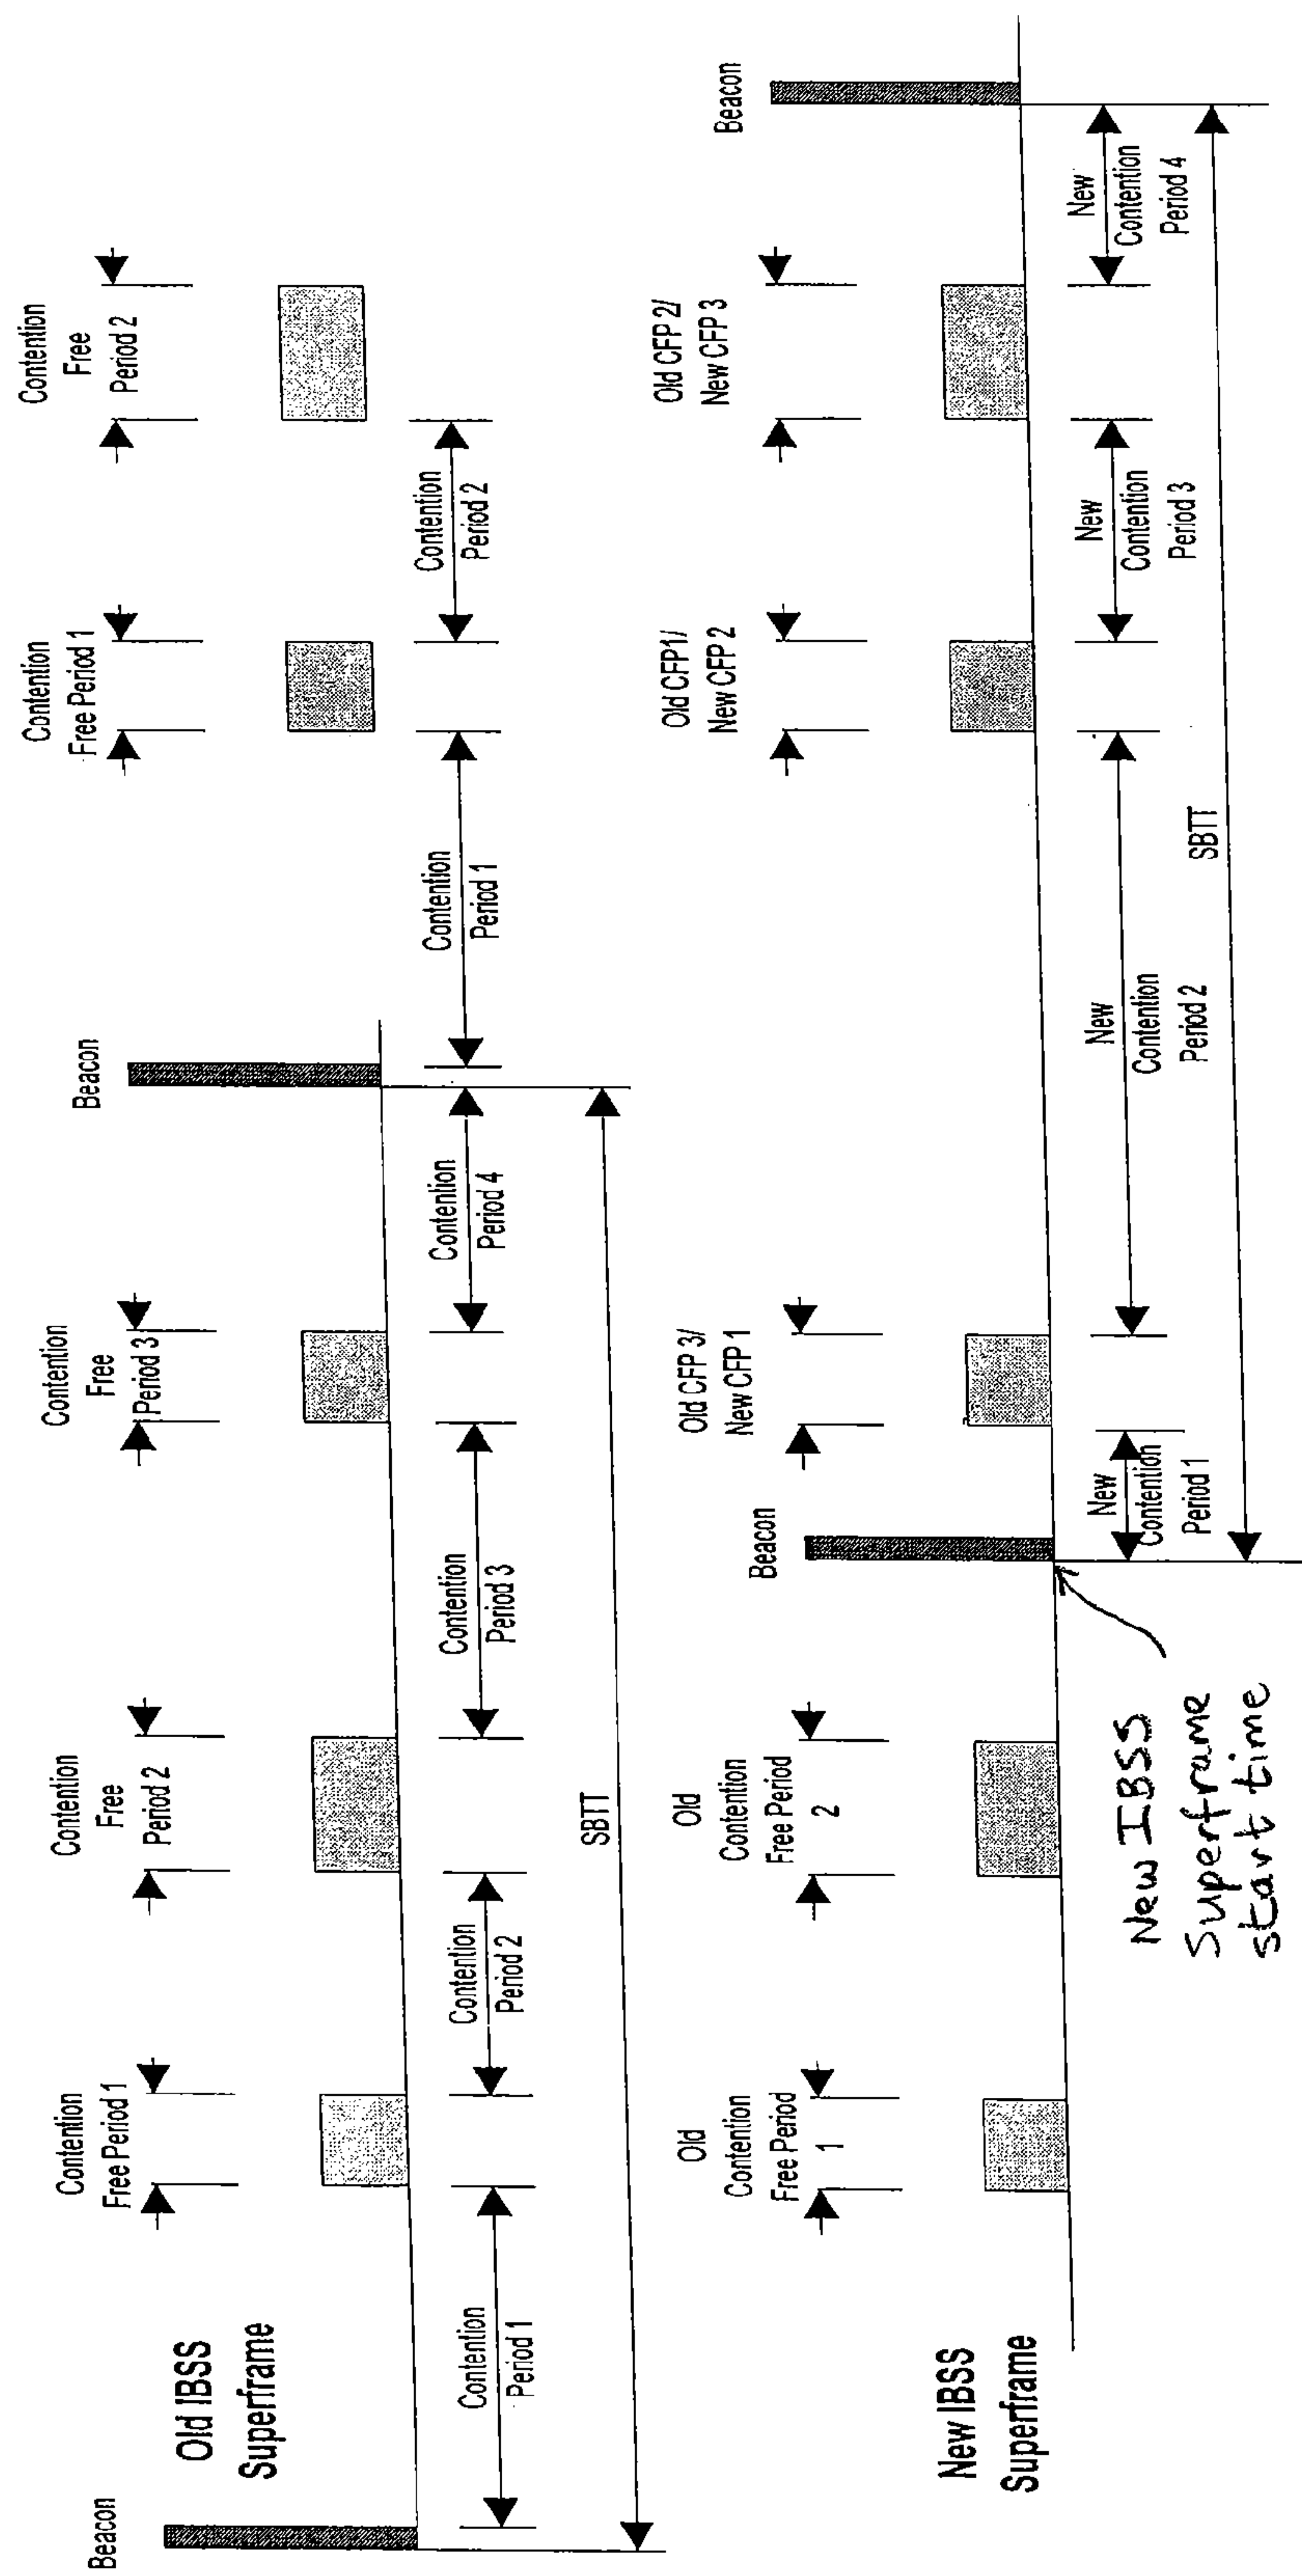 Beacon
Old IBSS
Superframe
Contention
Free Period 1
Contention
Free
Period 2
Contention
Free
Period 3
Beacon
Contention
Free Period 1
Contention
Free
Period 2
Contention
Period 1
Contention
Period 2
Contention
Period 3
Contention
Period 4
Contention
Period 1
Contention
Period 2
SBTT
New IBSS
Superframe
Old
Contention
Free Period
1
Old
Contention
Free Period
2
Beacon
Old CFP 3/
New CFP 1
Old CFP1/
New CFP 2
Old CFP 2/
New CFP 3
Beacon
New
Contention
Period 1
New
Contention
Period 2
New
Contention
Period 3
New
Contention
Period 4
SBTT
New IBSS
Superframe
start time